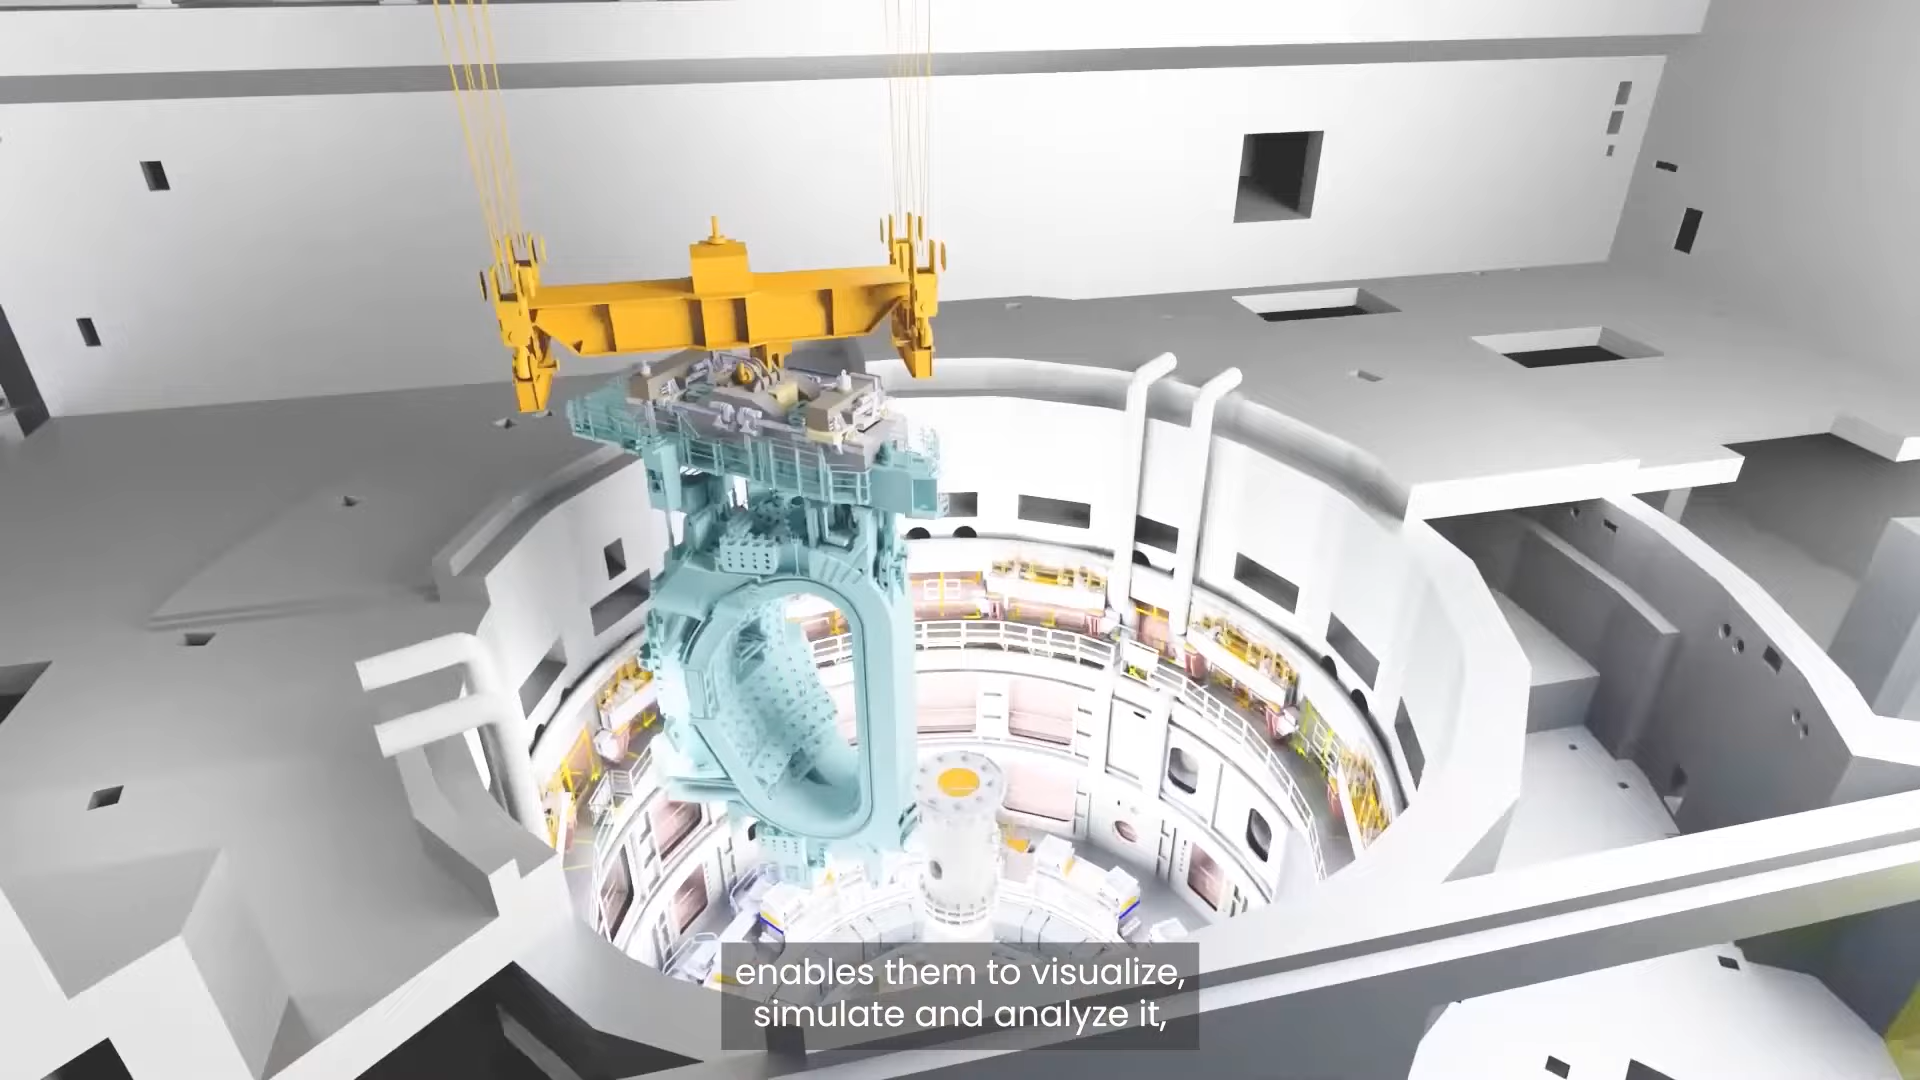 enables them to visualize,
simulate and analyze it,